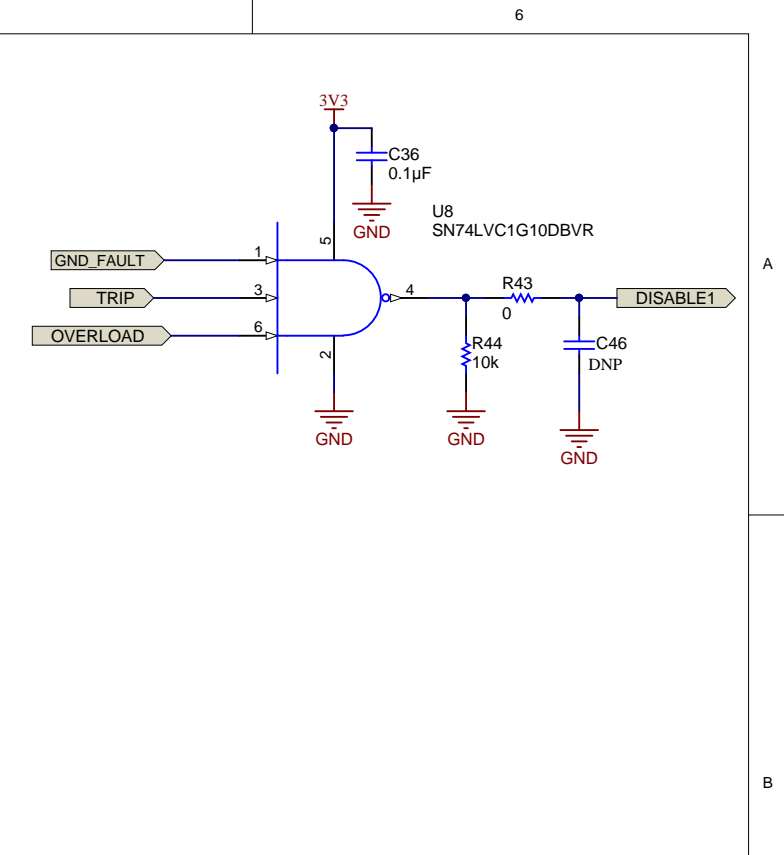 6
3V3
C36
0.1µF
GND
U8
SN74LVC1G10DBVR
A
5
GND_FAULT
1
TRIP
3
OVERLOAD
6
4
R43
0
DISABLE1
2
R44
10k
C46
DNP
GND
GND
GND
B